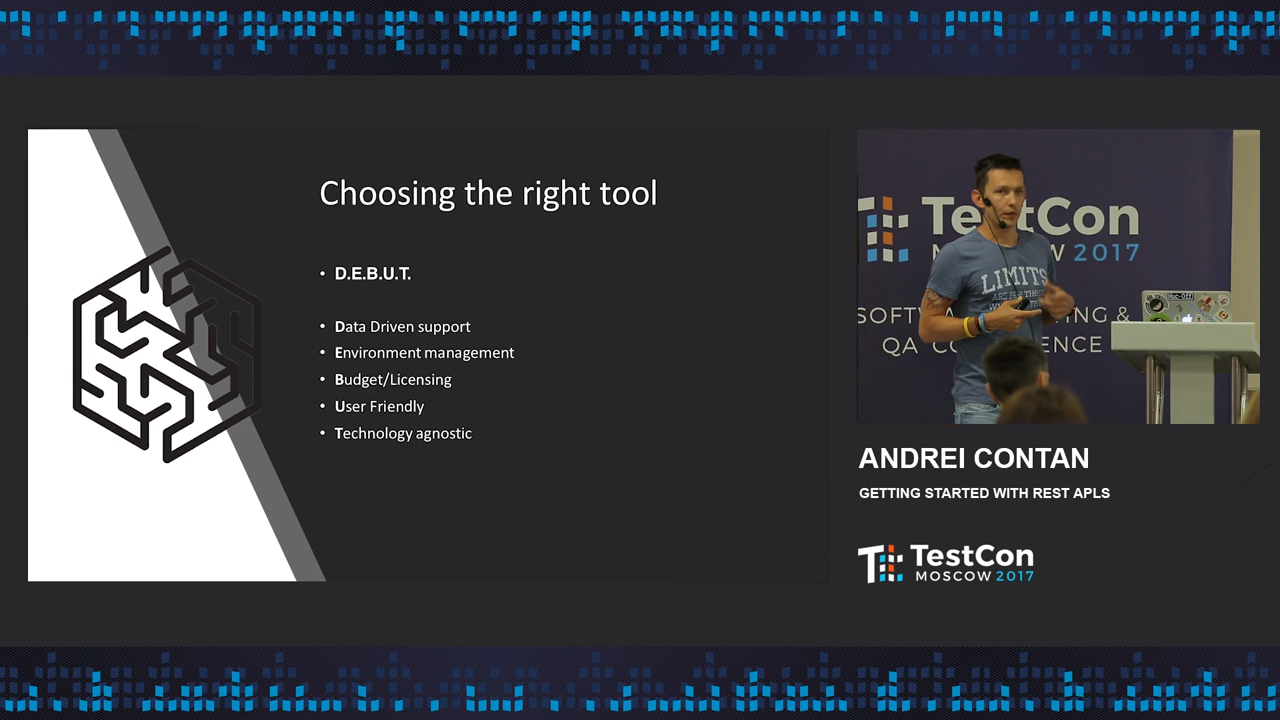 Choosing the right tool
• D.E.B.U.T.
• Data Driven support
• Environment management
• Budget/Licensing
• User Friendly
• Technology agnostic
TestCon
2017
LIMITS
QA
ANDREI CONTAN
GETTING STARTED WITH REST APLS
TestCon
MOSCOW 2017